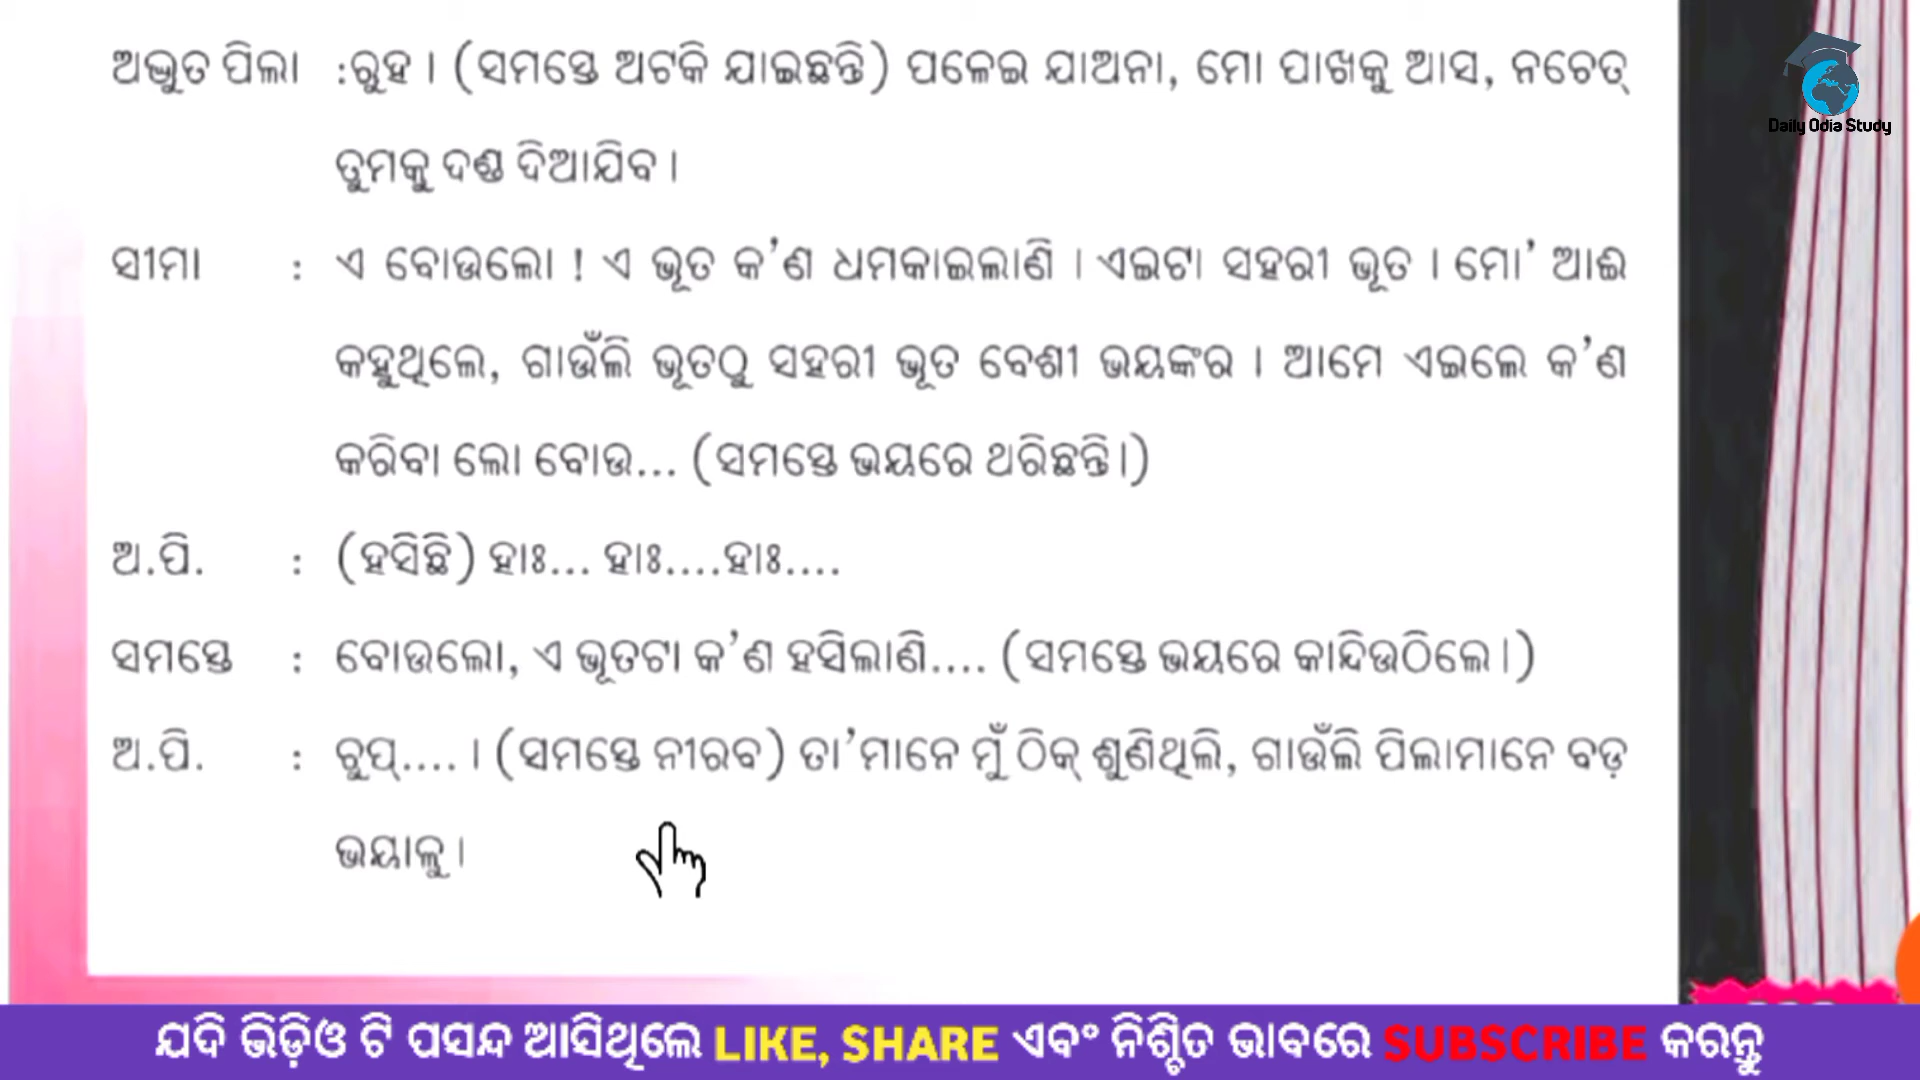 ଅଦ୍ଭୁତ ପିଲା :ରୁହ । (ସମସ୍ତେ ଅଟକି ଯାଇଛନ୍ତି) ପଳେଇ ଯାଅନା, ମୋ ପାଖକୁ ଆସ, ନଚେତ୍
ତୁମକୁ ଦଣ୍ଡ ଦିଆଯିବ ।
ସୀମା : ଏ ବୋଉଲୋ ! ଏ ଭୂତ କ'ଣ ଧମକାଇଲାଣି । ଏଇଟା ସହରୀ ଭୂତ । ମୋ' ଆଈ
କହୁଥିଲେ, ଗାଉଁଲି ଭୂତଠୁ ସହରୀ ଭୂତ ବେଶୀ ଭୟଙ୍କର । ଆମେ ଏଇଲେ କ'ଣ
କରିବା ଲୋ ବୋଉ... (ସମସ୍ତେ ଭୟରେ ଥରିଛନ୍ତି।)
ଅ.ପି. : (ହସିଛି) ହାଃ... ହାଃ....ହାଃ....
ସମସ୍ତେ : ବୋଉଲୋ, ଏ ଭୂତଟା କ'ଣ ହସିଲାଣି.... (ସମସ୍ତେ ଭୟରେ କାନ୍ଦିଉଠିଲେ।)
ଅ.ପି. : ଚୁପ୍.... । (ସମସ୍ତେ ନୀରବ) ତା'ମାନେ ମୁଁ ଠିକ୍ ଶୁଣିଥିଲି, ଗାଉଁଲି ପିଲାମାନେ ବଡ଼
ଭୟାଳୁ ।
Daily Odia Study
ଯଦି ଭିଡ଼ିଓ ଟି ପସନ୍ଦ ଆସିଥିଲେ LIKE, SHARE ଏବଂ ନିଶ୍ଚିତ ଭାବରେ SUBSCRIBE କରନ୍ତୁ